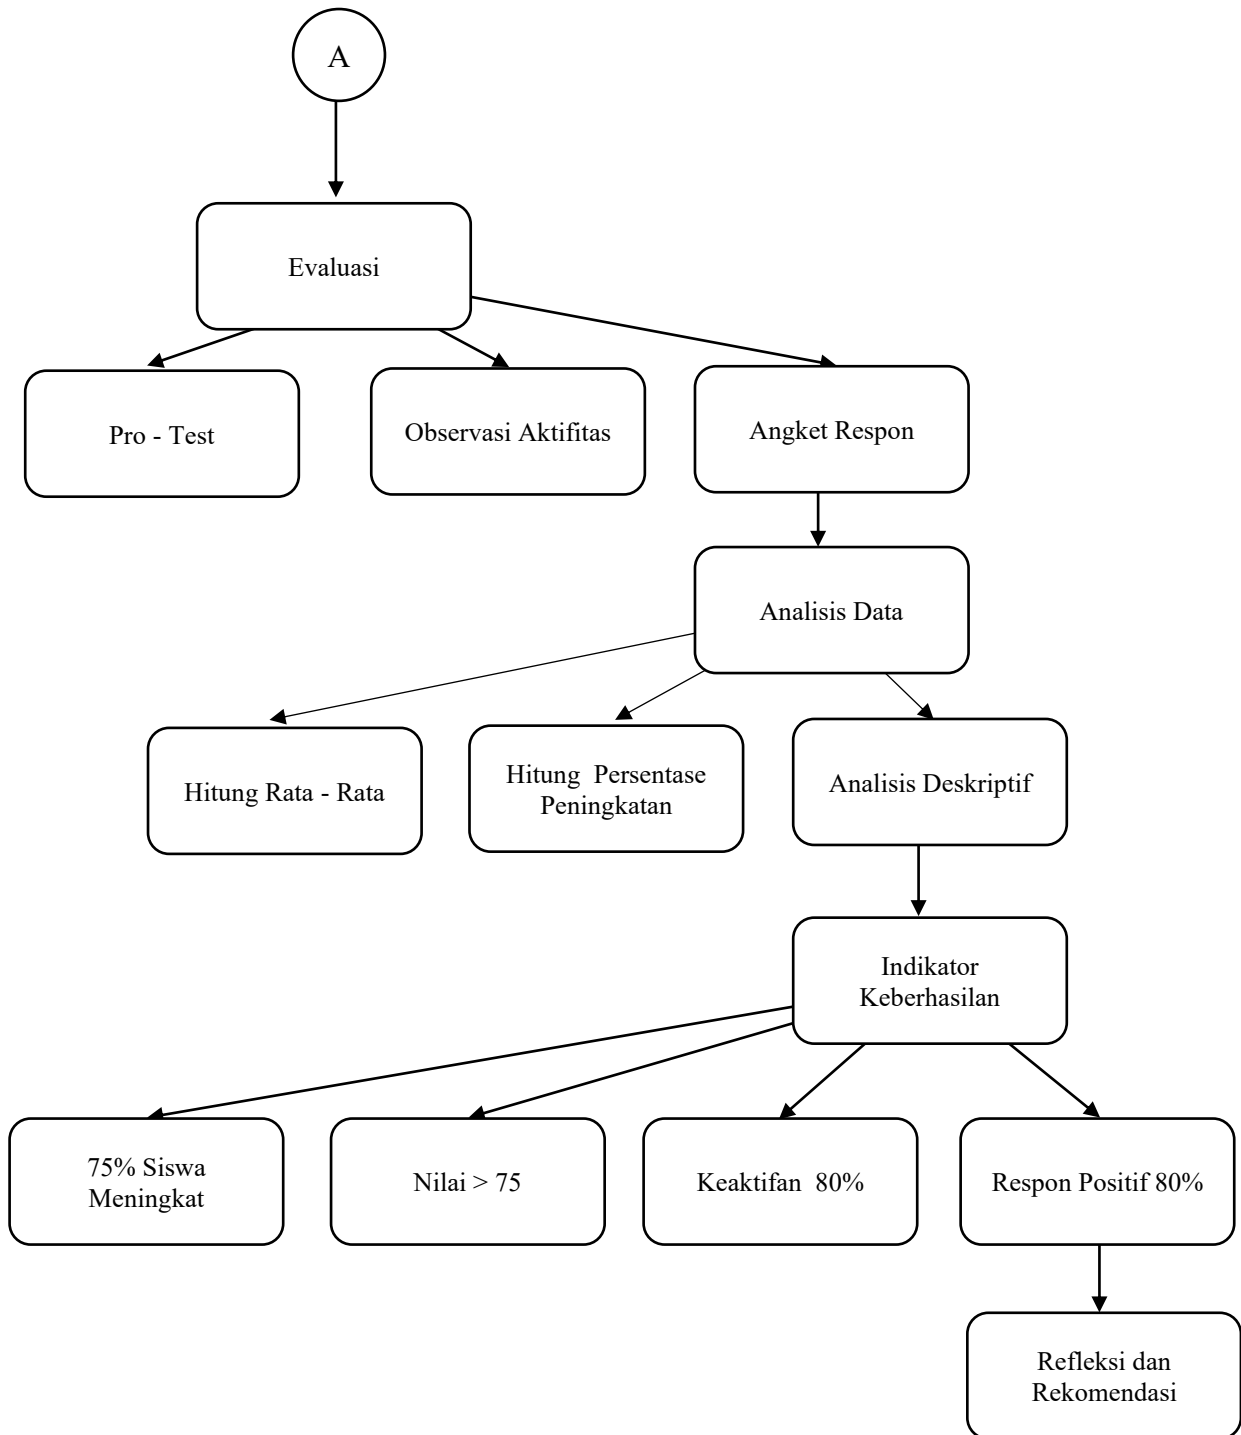 A
Evaluasi
Pro - Test
Observasi Aktifitas
Angket Respon
Analisis Data
Hitung Rata - Rata
Hitung  Persentase
Peningkatan
Analisis Deskriptif
Indikator
Keberhasilan
75% Siswa
Meningkat
Nilai > 75
Keaktifan  80%
Respon Positif 80%
Refleksi dan
Rekomendasi